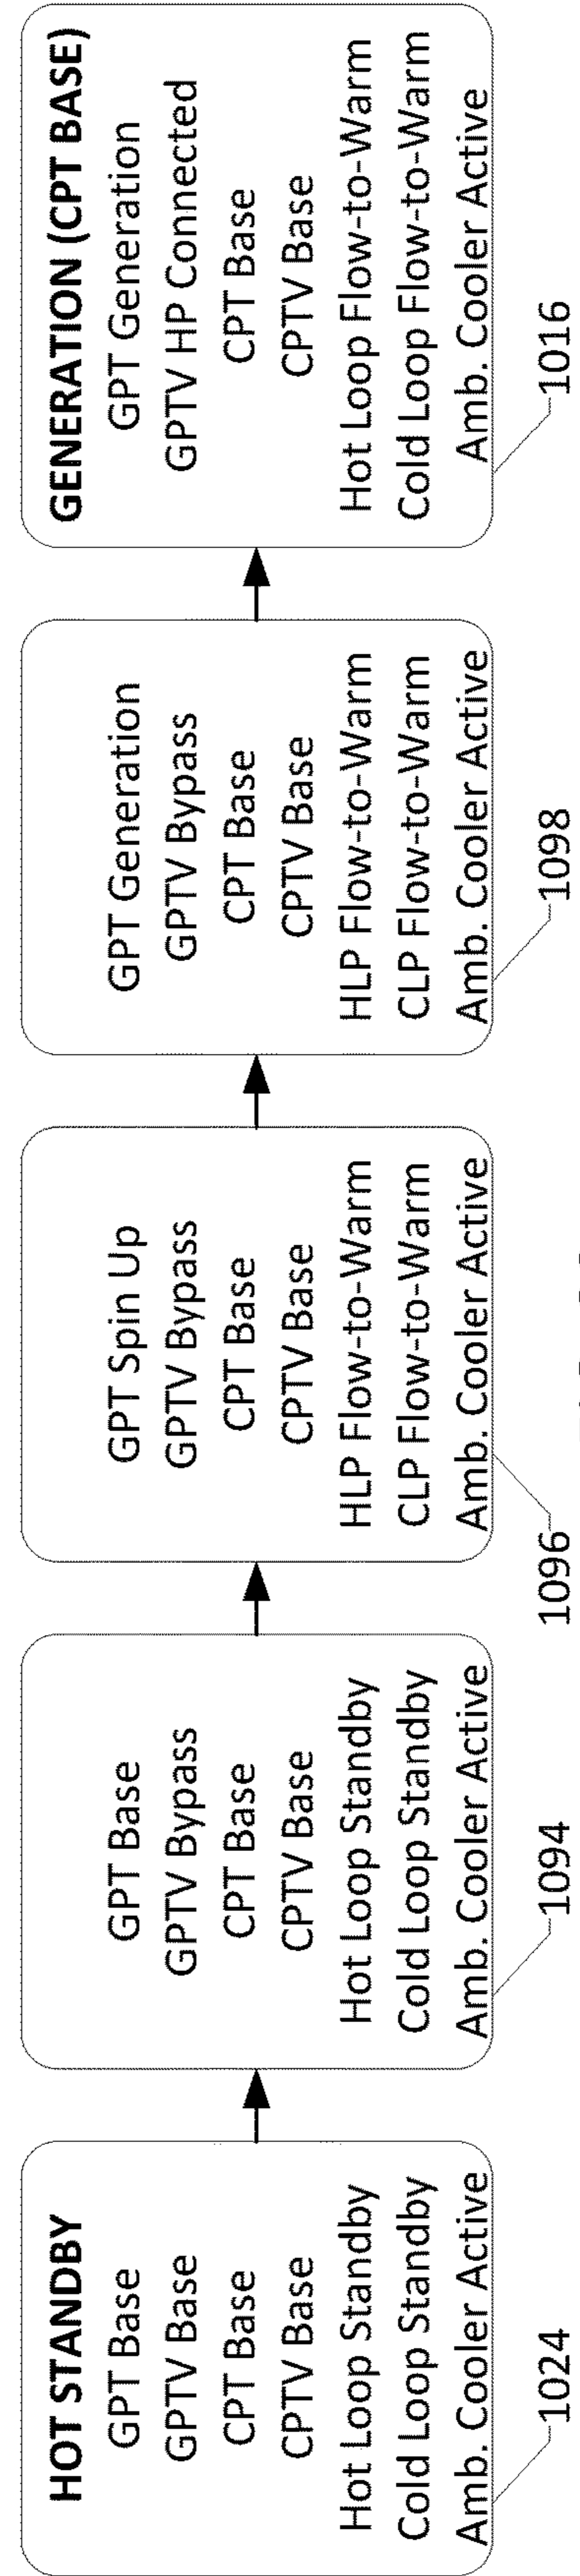 HOT STANDBY
GPT Base
GPTV Base
CPT Base
CPTV Base
Hot Loop Standby
Cold Loop Standby
Amb. Cooler Active
1024
GPT Base
GPTV Bypass
CPT Base
CPTV Base
Hot Loop Standby
Cold Loop Standby
Amb. Cooler Active
1094
GPT Spin Up
GPTV Bypass
CPT Base
CPTV Base
HLP Flow-to-Warm
CLP Flow-to-Warm
Amb. Cooler Active
1096
GPT Generation
GPTV Bypass
CPT Base
CPTV Base
HLP Flow-to-Warm
CLP Flow-to-Warm
Amb. Cooler Active
1098
GENERATION (CPT BASE)
GPT Generation
GPTV HP Connected
CPT Base
CPTV Base
Hot Loop Flow-to-Warm
Cold Loop Flow-to-Warm
Amb. Cooler Active
1016